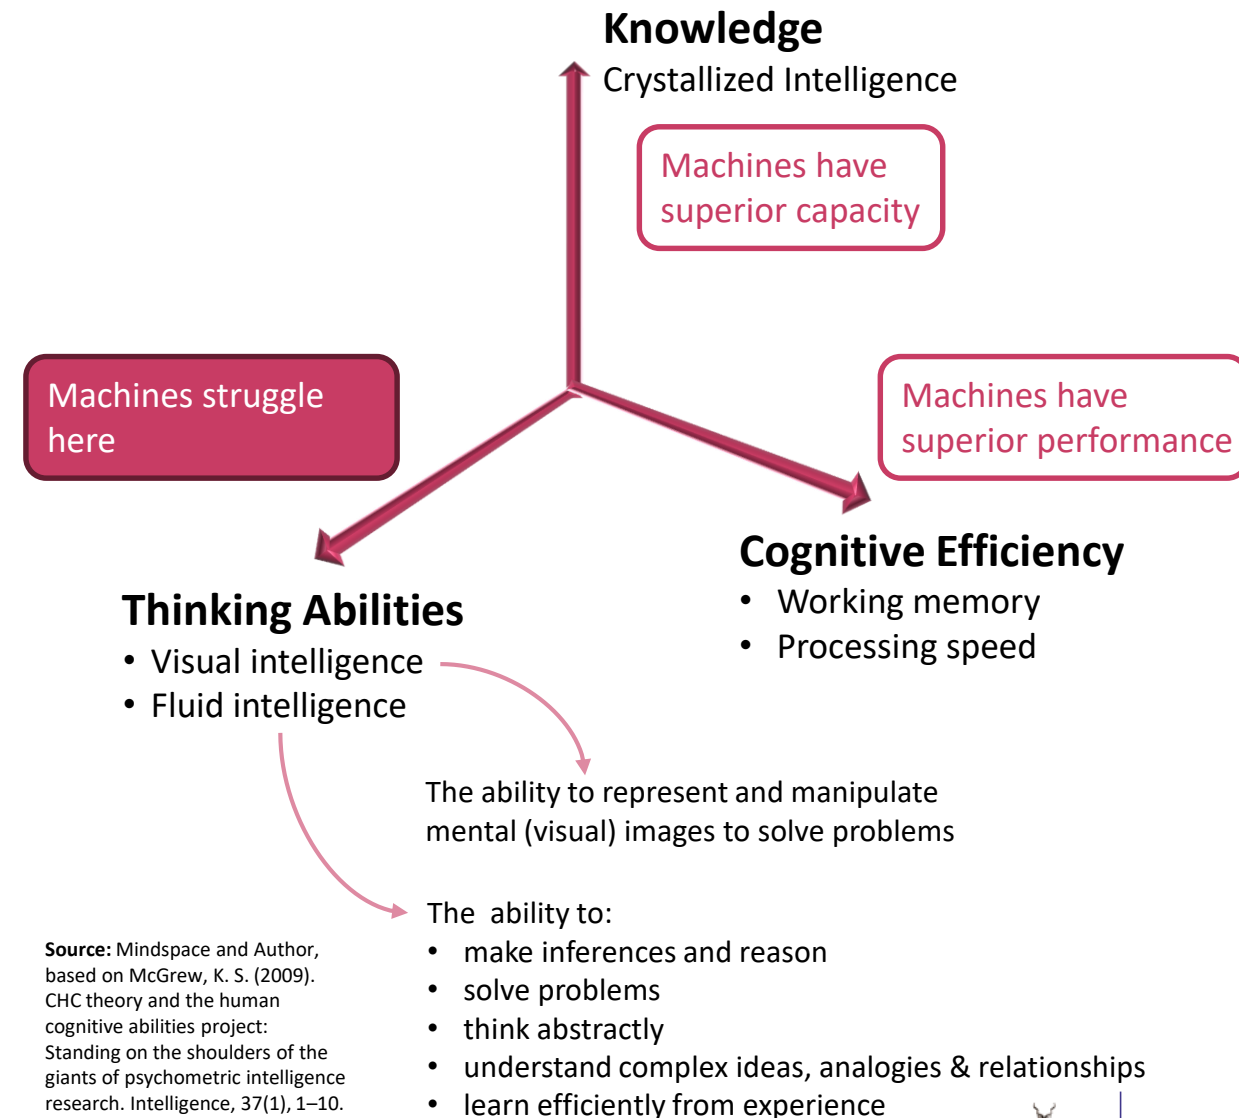 Knowledge
Crystallized Intelligence
Machines have
superior capacity
Machines struggle
here
Machines have
superior performance
Cognitive Efficiency
• Working memory
• Processing speed
Thinking Abilities
• Visual intelligence
• Fluid intelligence
The ability to represent and manipulate
mental (visual) images to solve problems
The ability to:
• make inferences and reason
• solve problems
• think abstractly
• understand complex ideas, analogies & relationships
• learn efficiently from experience
Source: Mindspace and Author,
based on McGrew, K. S. (2009).
CHC theory and the human
cognitive abilities project:
Standing on the shoulders of the
giants of psychometric intelligence
research. Intelligence, 37(1), 1–10.